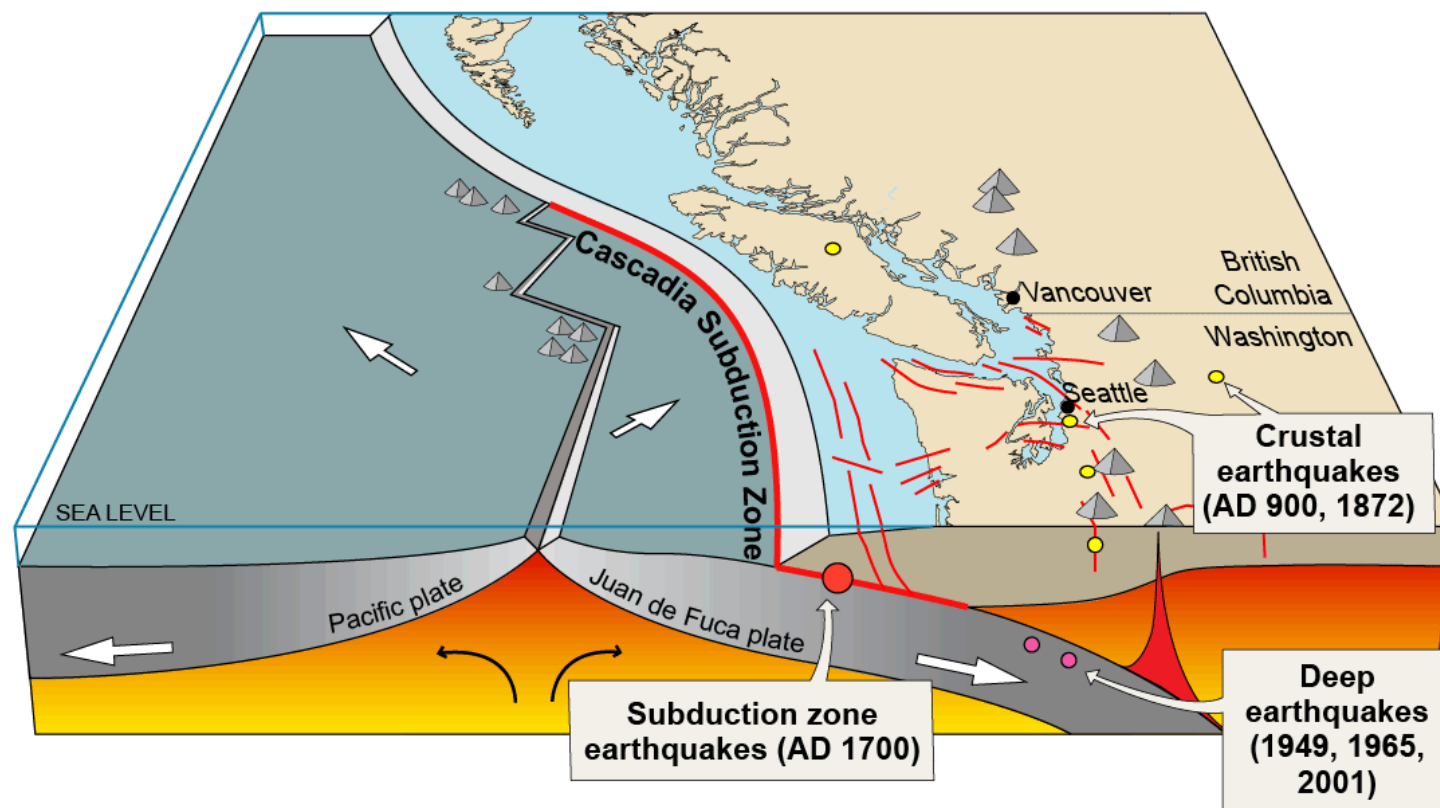 Cascadia Subduction Zone
British
Columbia
Vancouver
Washington
Seattle
Crustal
earthquakes
(AD 900, 1872)
SEA LEVEL
Pacific plate
Juan de Fuca plate
Subduction zone
earthquakes (AD 1700)
Deep
earthquakes
(1949, 1965,
2001)